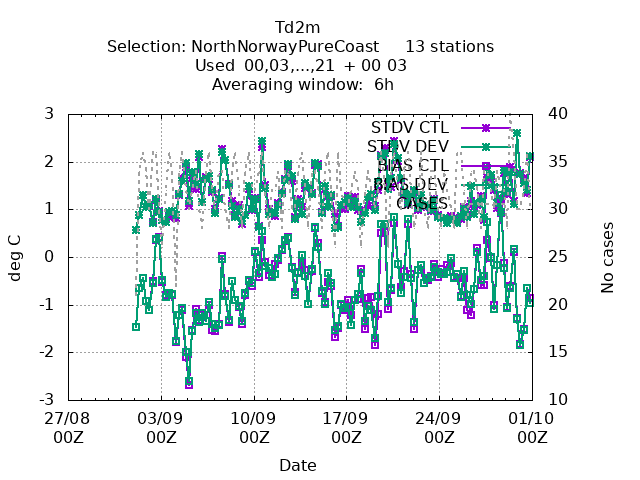 Td2m
Selection: NorthNorwayPureCoast 13 stations
Used 00,03,...,21 + 00 03
Averaging window: 6h
3
2
1
0
-1
-2
-3
deg C
40
35
30
25
20
15
10
No cases
STDV CTL
STDV DEV
BIAS CTL
BIAS DEV
CASES
27/08 03/09 10/09 17/09 24/09 01/10
00Z 00Z 00Z 00Z 00Z 00Z
Date